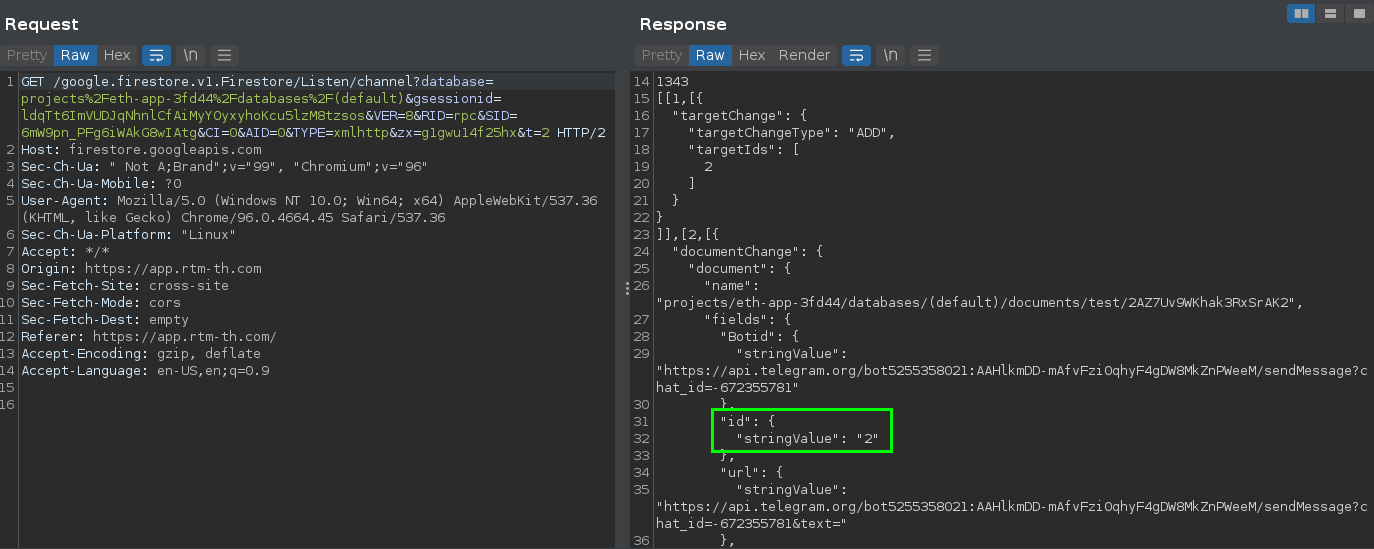 Request
Pretty Raw Hex \n
1 GET /google.firestore.v1.Firestore/Listen/channel?database=
projects%2Feth-app-3fd44%2Fdatabases%2F(default)&gsessionid=
ldqTt6ImVUDJqNhnlCfAiMyYOyxyhoKcu5lzM8tzsos&VER=8&RID=rpc&SID=
6mW9pn_PFg6iWAkG8wIAtg&CI=0&AID=0&TYPE=xmlhttp&zx=g1gwu14f25hx&t=2 HTTP/2
2 Host: firestore.googleapis.com
3 Sec-Ch-Ua: " Not A;Brand";v="99", "Chromium";v="96"
4 Sec-Ch-Ua-Mobile: ?0
5 User-Agent: Mozilla/5.0 (Windows NT 10.0; Win64; x64) AppleWebKit/537.36
(KHTML, like Gecko) Chrome/96.0.4664.45 Safari/537.36
6 Sec-Ch-Ua-Platform: "Linux"
7 Accept: */*
8 Origin: https://app.rtm-th.com
9 Sec-Fetch-Site: cross-site
10 Sec-Fetch-Mode: cors
11 Sec-Fetch-Dest: empty
12 Referer: https://app.rtm-th.com/
13 Accept-Encoding: gzip, deflate
14 Accept-Language: en-US,en;q=0.9
15
16
Response
Pretty Raw Hex Render \n
14 1343
15 [[1,[{
16 "targetChange": {
17 "targetChangeType": "ADD",
18 "targetIds": [
19 2
20 ]
21 }
22 }
23 ]],[2,[{
24 "documentChange": {
25 "document": {
26 "name":
"projects/eth-app-3fd44/databases/(default)/documents/test/2AZ7Uv9WKhak3RxSrAK2",
27 "fields": {
28 "Botid": {
29 "stringValue":
"https://api.telegram.org/bot5255358021:AAHlkmDD-mAfvFziOqhyF4gDW8MkZnPWeeM/sendMessage?c
hat_id=-672355781"
30 },
31 "id": {
32 "stringValue": "2"
33 },
34 "url": {
35 "stringValue":
"https://api.telegram.org/bot5255358021:AAHlkmDD-mAfvFziOqhyF4gDW8MkZnPWeeM/sendMessage?c
hat_id=-672355781&text="
36 },